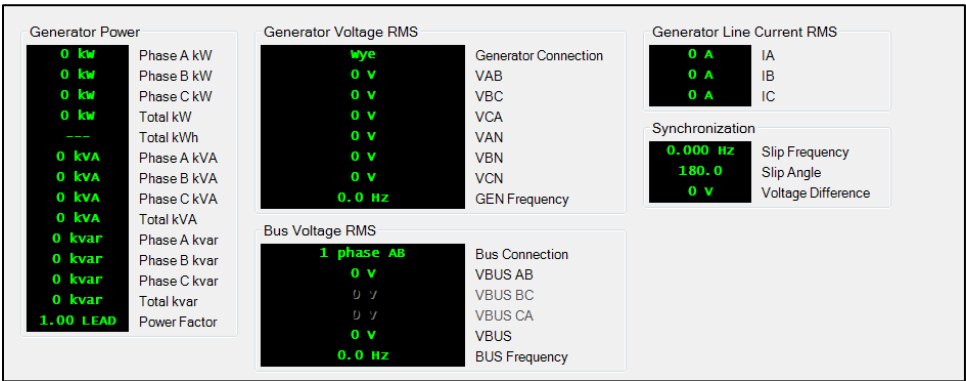 Generator Power
0 kW Phase A kW
0 kW Phase B kW
0 kW Phase C kW
0 kW Total kW
--- Total kWh
0 kVA Phase A kVA
0 kVA Phase B kVA
0 kVA Phase C kVA
0 kVA Total kVA
0 kvar Phase A kvar
0 kvar Phase B kvar
0 kvar Phase C kvar
0 kvar Total kvar
1.00 LEAD Power Factor
Generator Voltage RMS
Wye Generator Connection
0 V VAB
0 V VBC
0 V VCA
0 V VAN
0 V VBN
0 V VCN
0.0 Hz GEN Frequency
Bus Voltage RMS
1 phase AB Bus Connection
0 V VBUS AB
0 V VBUS BC
0 V VBUS CA
0 V VBUS
0.0 Hz BUS Frequency
Generator Line Current RMS
0 A IA
0 A IB
0 A IC
Synchronization
0.000 Hz Slip Frequency
180.0 Slip Angle
0 V Voltage Difference